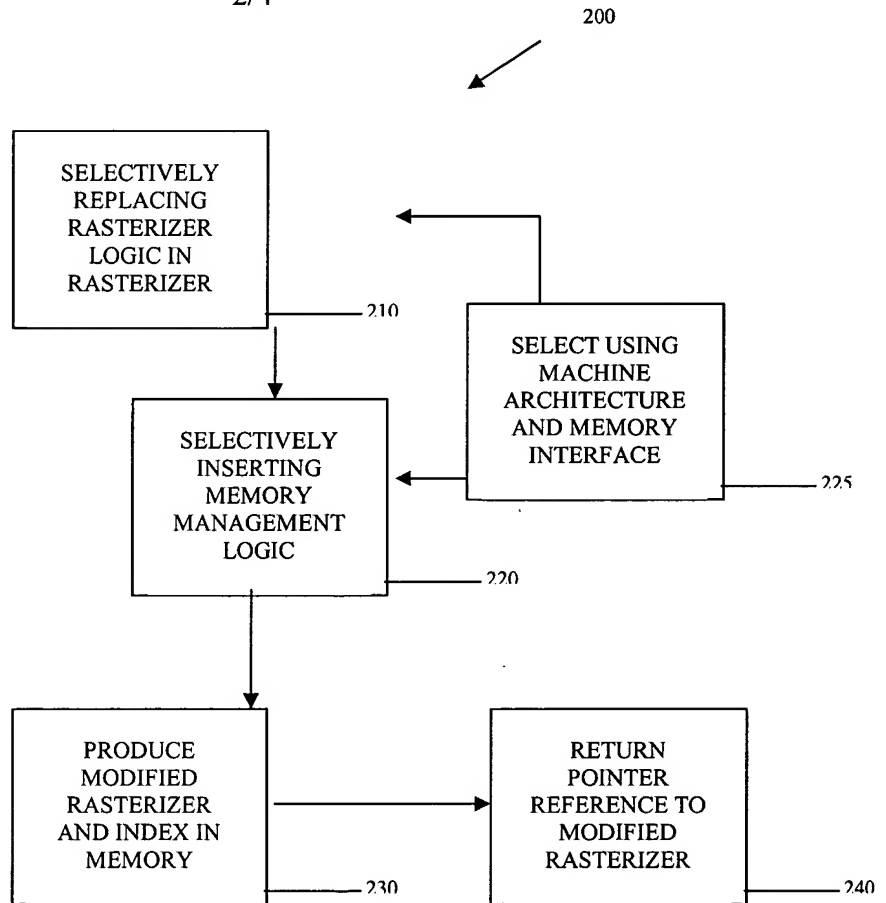 200
SELECTIVELY
REPLACING
RASTERIZER
LOGIC IN
RASTERIZER
210
SELECT USING
MACHINE
ARCHITECTURE
AND MEMORY
INTERFACE
225
SELECTIVELY
INSERTING
MEMORY
MANAGEMENT
LOGIC
220
PRODUCE
MODIFIED
RASTERIZER
AND INDEX IN
MEMORY
230
RETURN
POINTER
REFERENCE TO
MODIFIED
RASTERIZER
240